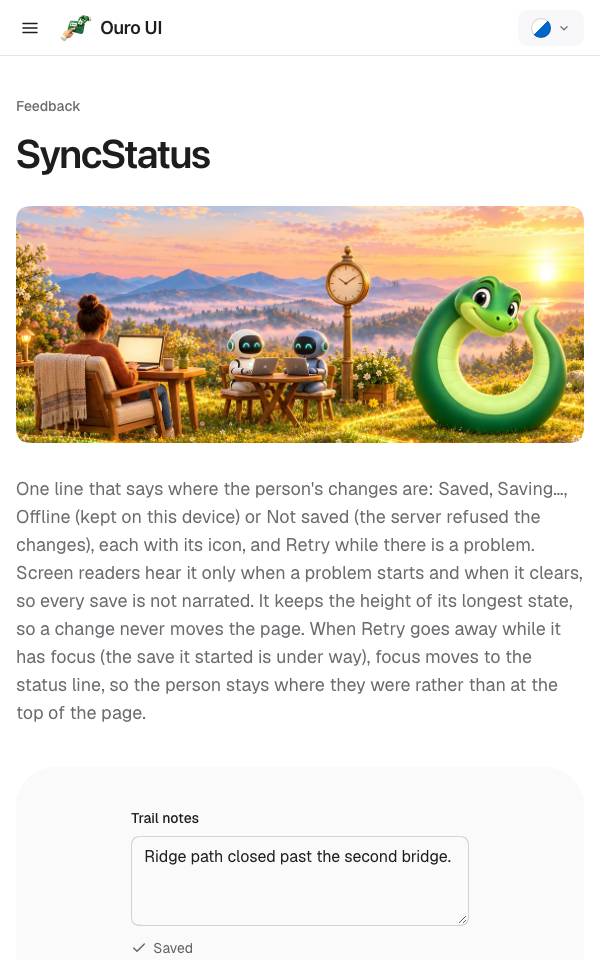 Ouro UI
Feedback
SyncStatus
One line that says where the person's changes are: Saved, Saving…,
Offline (kept on this device) or Not saved (the server refused the
changes), each with its icon, and Retry while there is a problem.
Screen readers hear it only when a problem starts and when it clears,
so every save is not narrated. It keeps the height of its longest state,
so a change never moves the page. When Retry goes away while it
has focus (the save it started is under way), focus moves to the
status line, so the person stays where they were rather than at the
top of the page.
Trail notes
Ridge path closed past the second bridge.
Saved